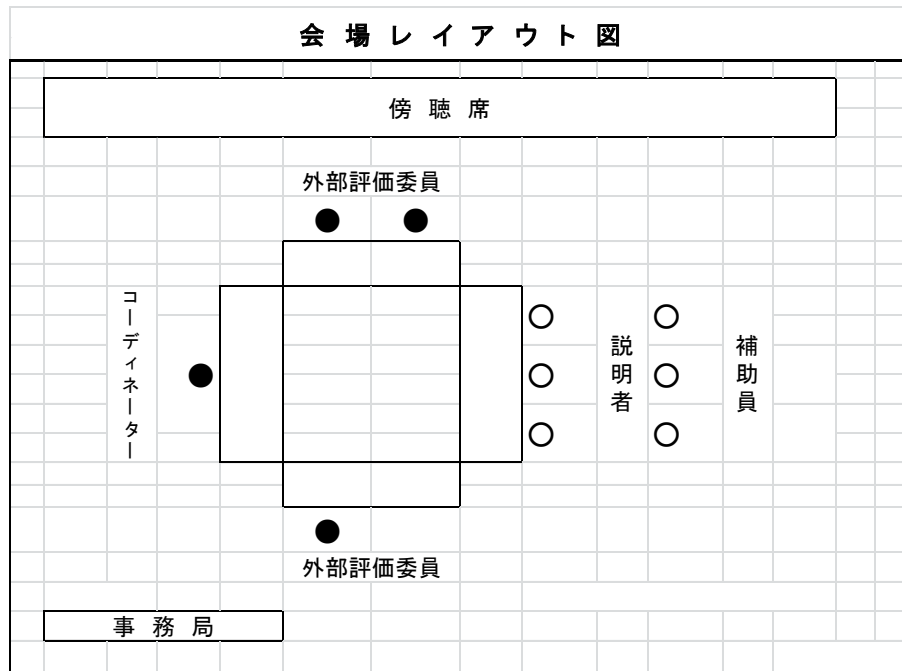 会場レイアウト図
傍聴席
外部評価委員
コーディネーター
説明者
補助員
外部評価委員
事務局